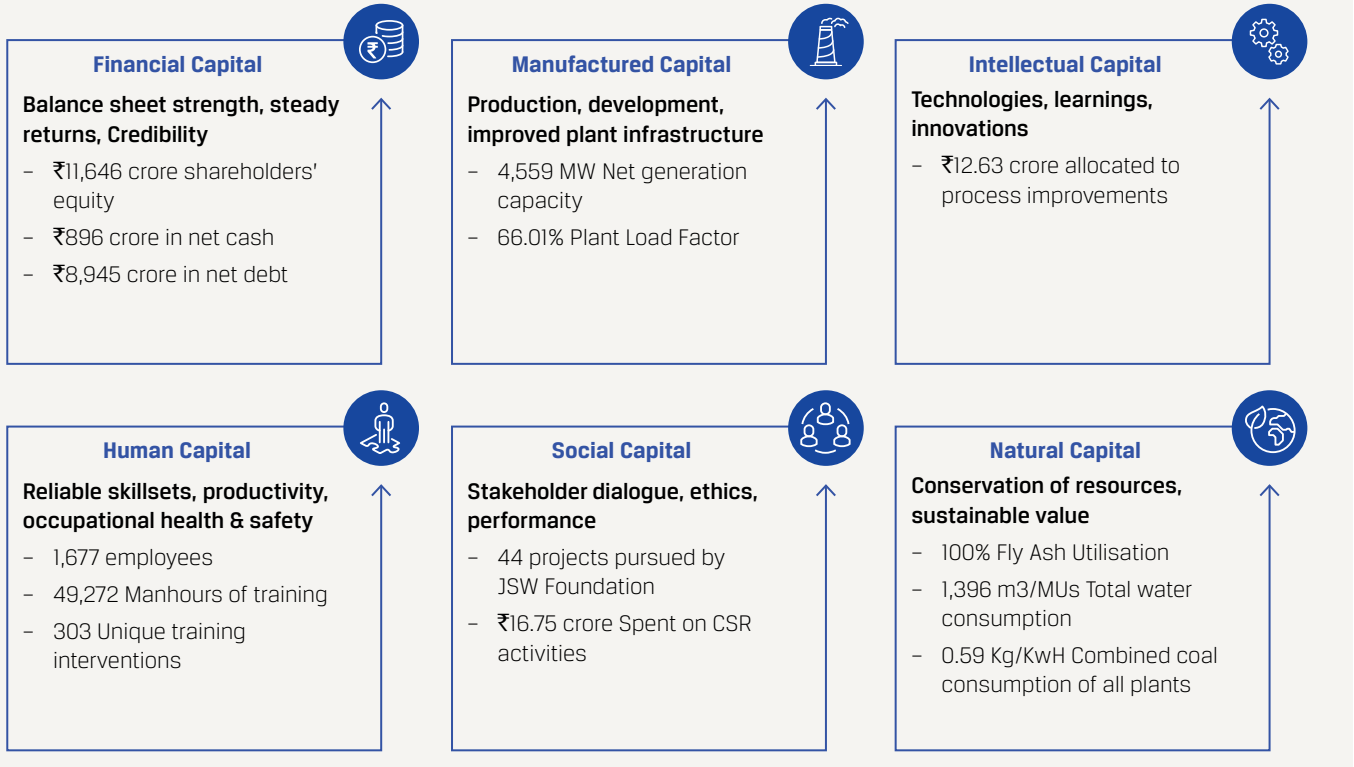 Financial Capital
Balance sheet strength, steady
returns, Credibility
– ₹11,646 crore shareholders'
equity
– ₹896 crore in net cash
– ₹8,945 crore in net debt
Manufactured Capital
Production, development,
improved plant infrastructure
– 4,559 MW Net generation
capacity
– 66.01% Plant Load Factor
Intellectual Capital
Technologies, learnings,
innovations
– ₹12.63 crore allocated to
process improvements
Human Capital
Reliable skillsets, productivity,
occupational health & safety
– 1,677 employees
– 49,272 Manhours of training
– 303 Unique training
interventions
Social Capital
Stakeholder dialogue, ethics,
performance
– 44 projects pursued by
JSW Foundation
– ₹16.75 crore Spent on CSR
activities
Natural Capital
Conservation of resources,
sustainable value
– 100% Fly Ash Utilisation
– 1,396 m3/MUs Total water
consumption
– 0.59 Kg/KwH Combined coal
consumption of all plants